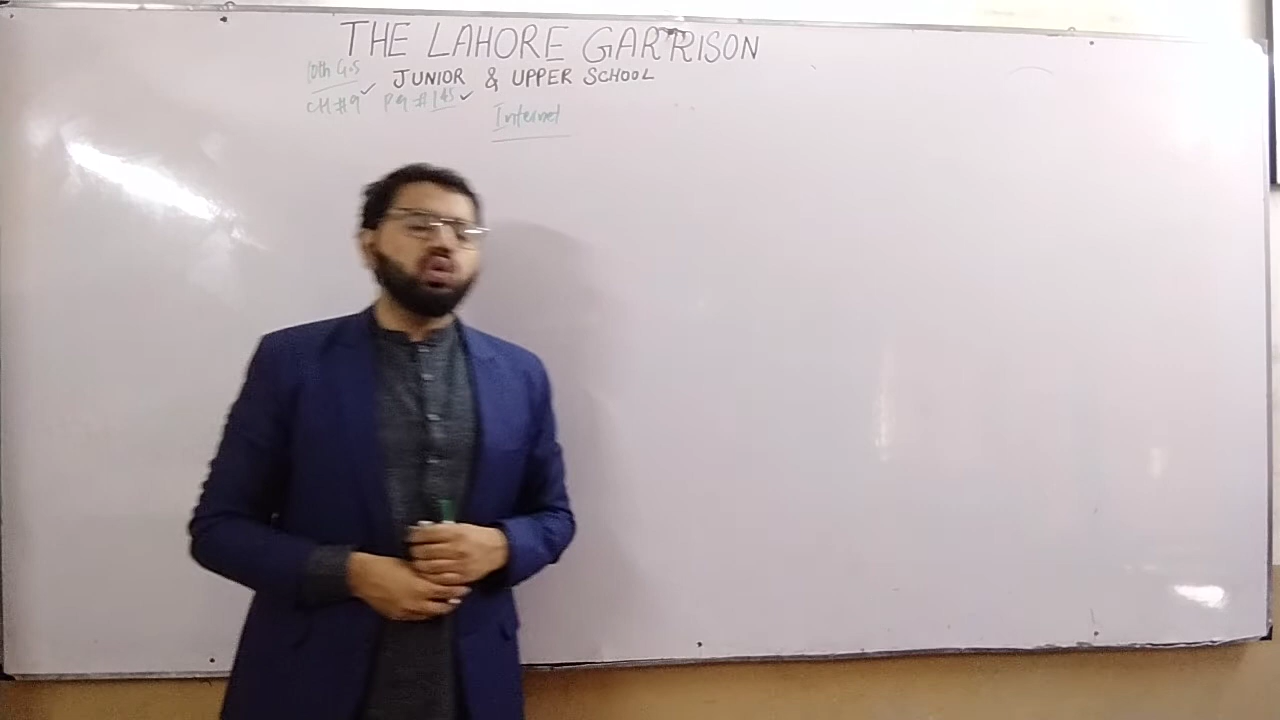 THE LAHORE GARRISON
JUNIOR & UPPER SCHOOL
10th G.S
CH#9 ✓ Pg #145 ✓
Internet